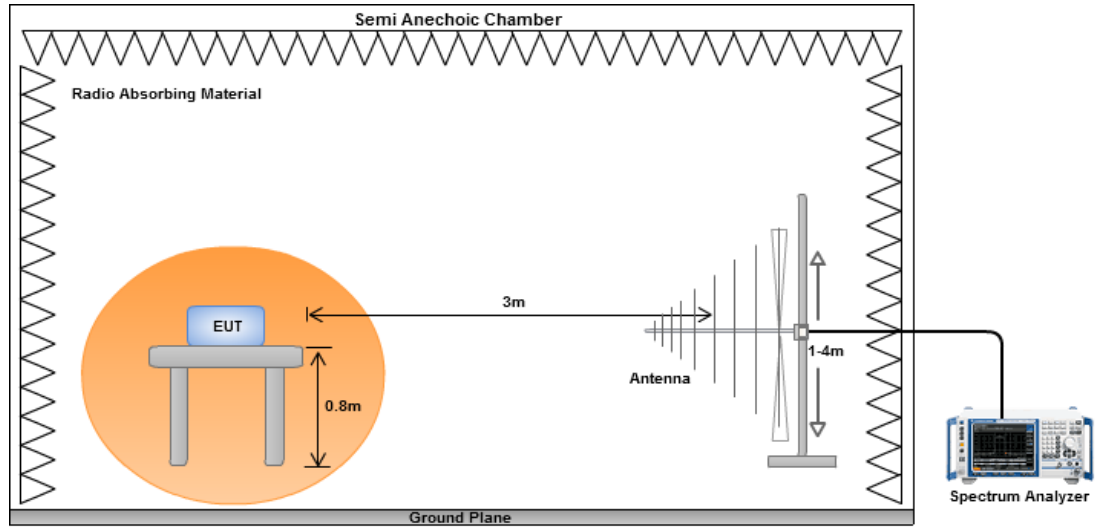 Semi Anechoic Chamber
Radio Absorbing Material
3m
EUT
1-4m
Antenna
0.8m
Spectrum Analyzer
Ground Plane